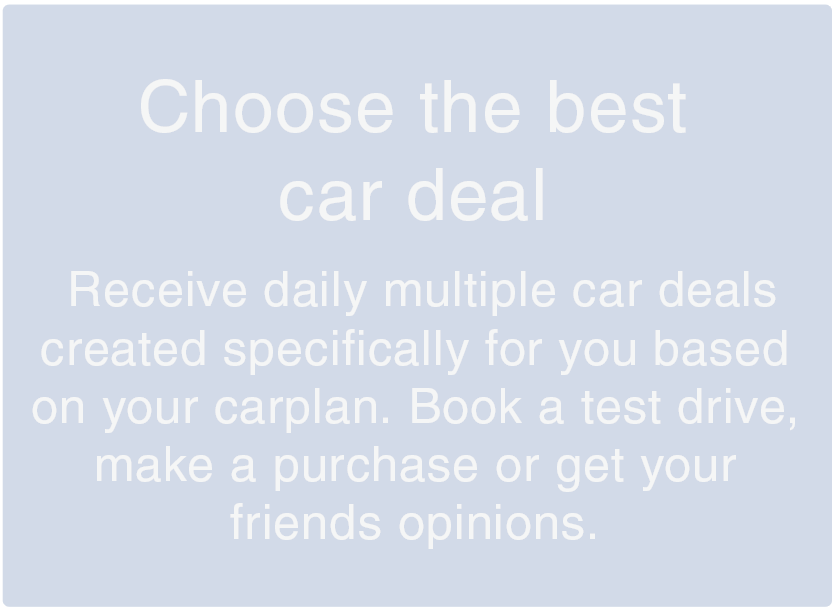 Choose the best
car deal
Receive daily multiple car deals
created specifically for you based
on your carplan. Book a test drive,
make a purchase or get your
friends opinions.